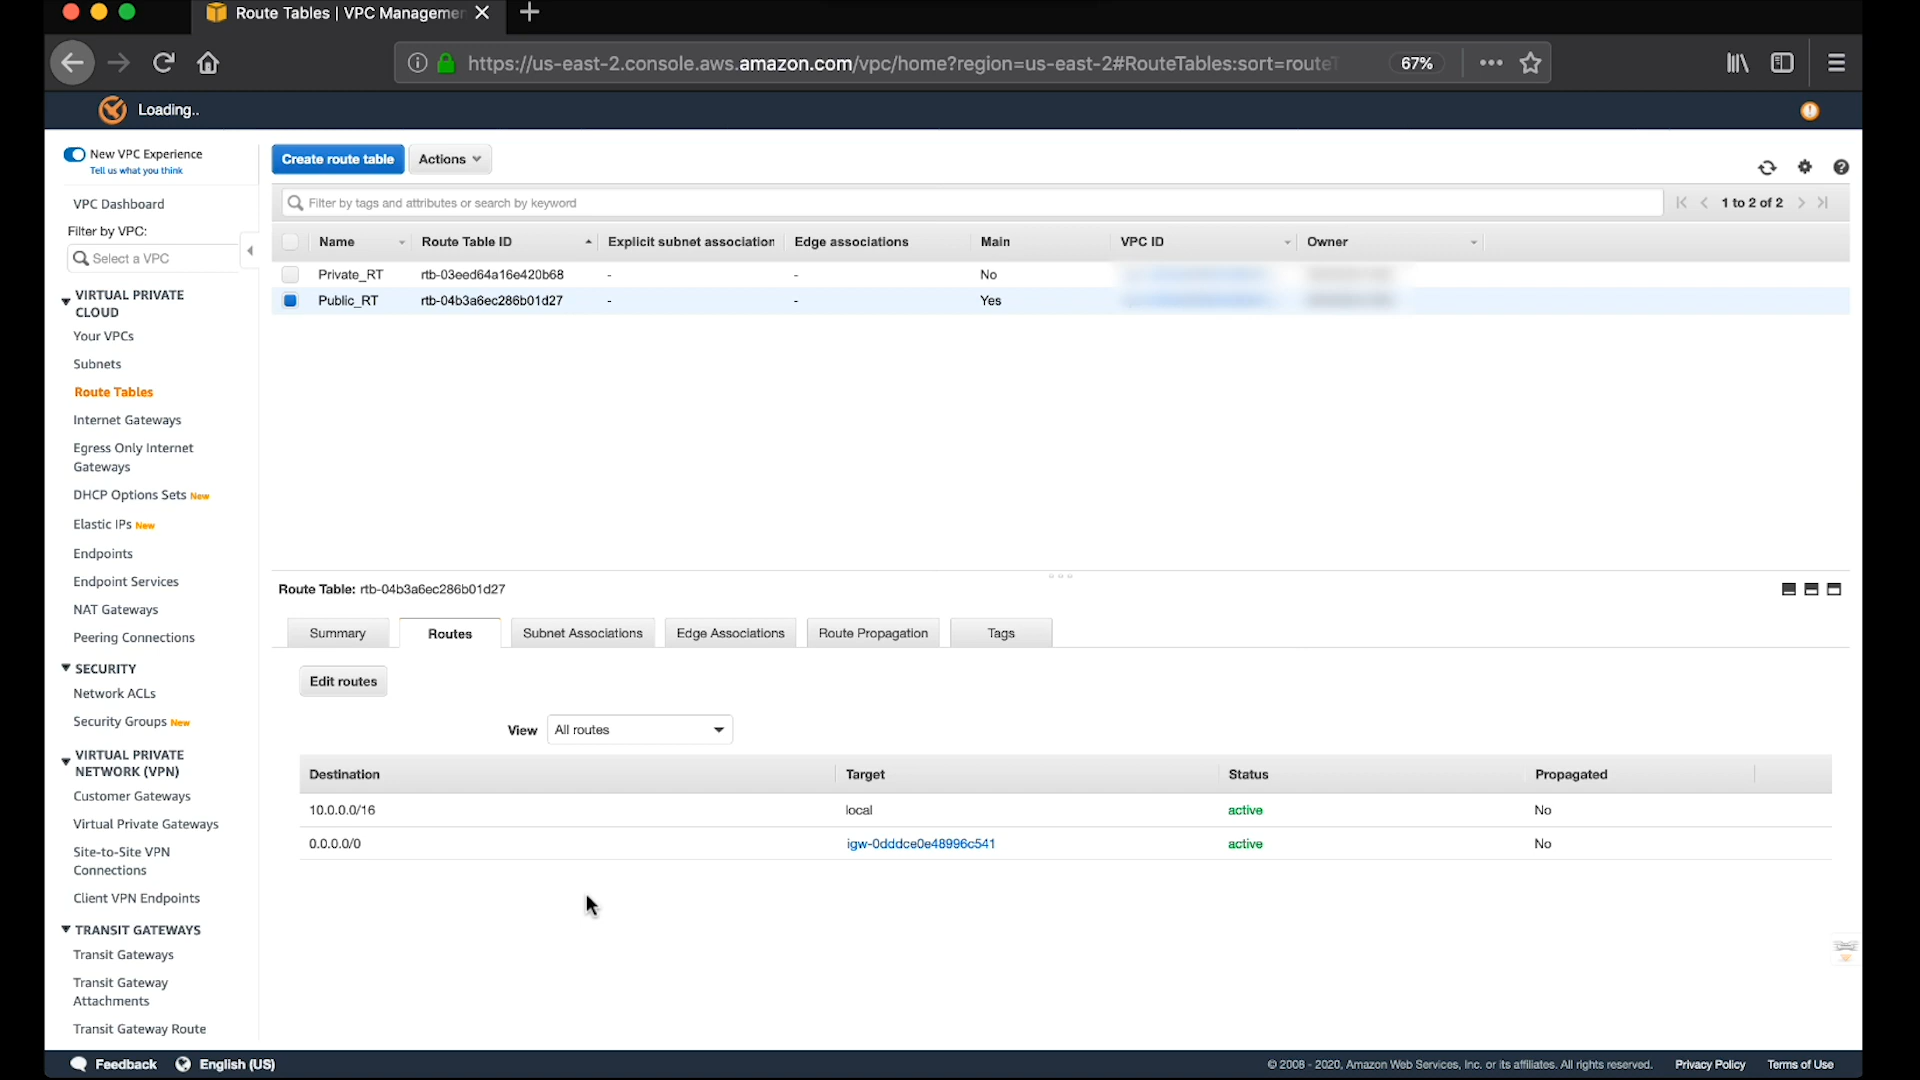 Route Tables | VPC Managemen
https://us-east-2.console.aws.amazon.com/vpc/home?region=us-east-2#RouteTables:sort=routeT
67%
Loading..
New VPC Experience
Tell us what you think
VPC Dashboard
Filter by VPC:
Select a VPC
VIRTUAL PRIVATE
CLOUD
Your VPCs
Subnets
Route Tables
Internet Gateways
Egress Only Internet
Gateways
DHCP Options Sets New
Elastic IPs New
Endpoints
Endpoint Services
NAT Gateways
Peering Connections
SECURITY
Network ACLs
Security Groups New
VIRTUAL PRIVATE
NETWORK (VPN)
Customer Gateways
Virtual Private Gateways
Site-to-Site VPN
Connections
Client VPN Endpoints
TRANSIT GATEWAYS
Transit Gateways
Transit Gateway
Attachments
Transit Gateway Route
Create route table Actions
Filter by tags and attributes or search by keyword
1 to 2 of 2
Name Route Table ID Explicit subnet association Edge associations Main VPC ID Owner
Private_RT rtb-03eed64a16e420b68 - - No
Public_RT rtb-04b3a6ec286b01d27 - - Yes
Route Table: rtb-04b3a6ec286b01d27
Summary Routes Subnet Associations Edge Associations Route Propagation Tags
Edit routes
View All routes
Destination Target Status Propagated
10.0.0.0/16 local active No
0.0.0.0/0 igw-0dddce0e48996c541 active No
Feedback English (US)
© 2008 - 2020, Amazon Web Services, Inc. or its affiliates. All rights reserved. Privacy Policy Terms of Use